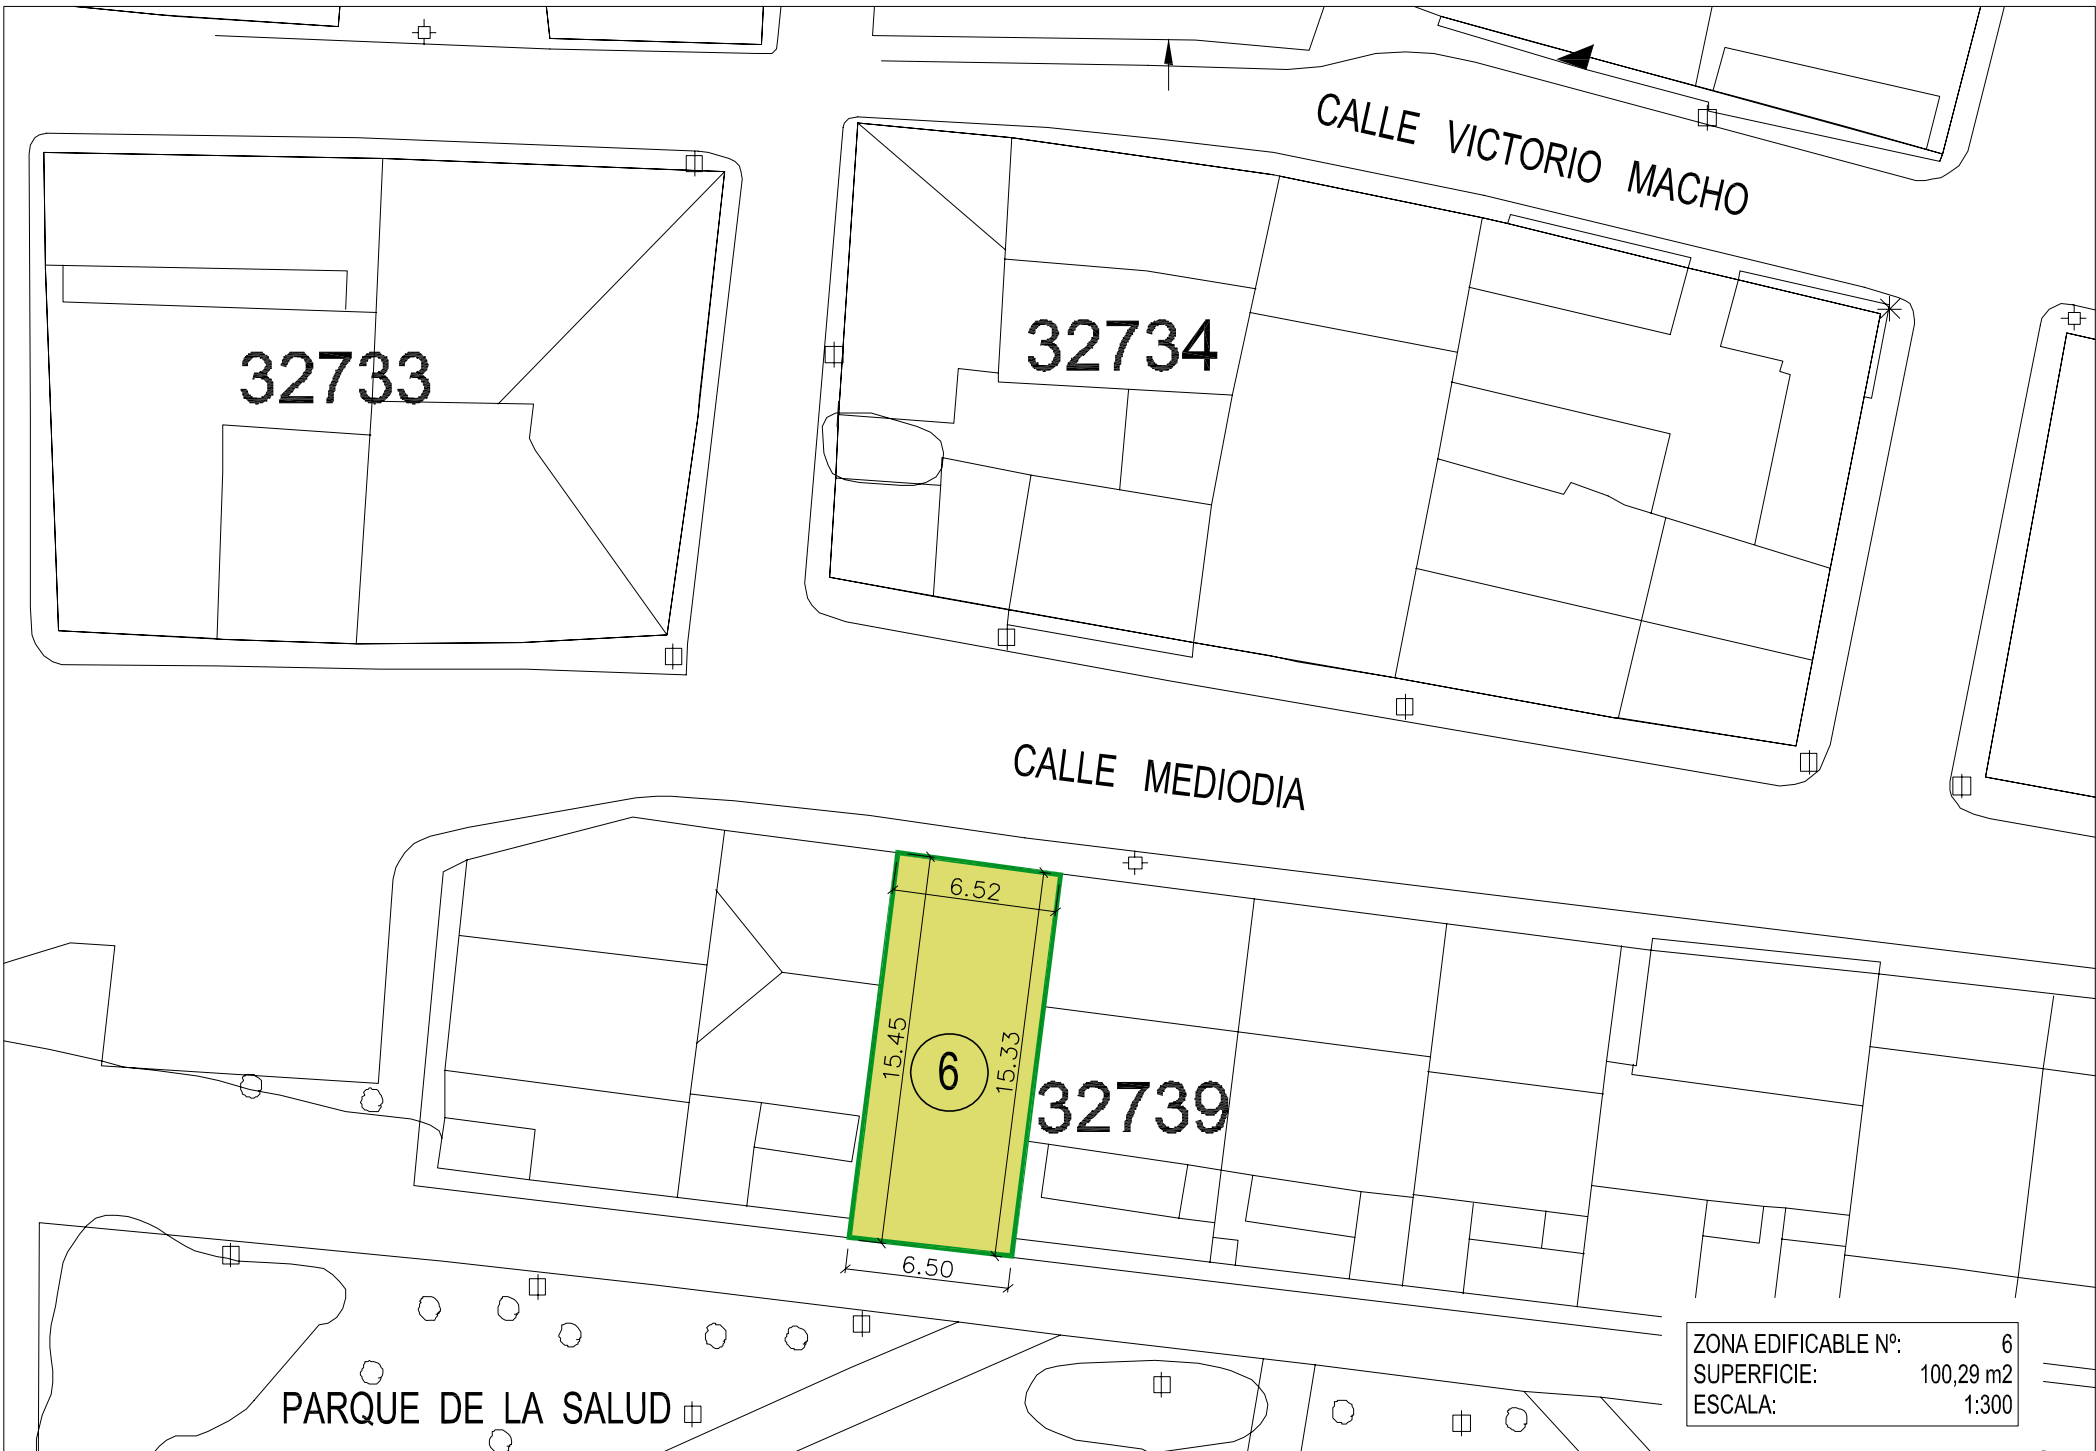 CALLE VICTORIO MACHO
32733
32734
CALLE MEDIODIA
6.52
15.45
6
15.33
32739
6.50
PARQUE DE LA SALUD
ZONA EDIFICABLE Nº: 6
SUPERFICIE: 100,29 m2
ESCALA: 1:300